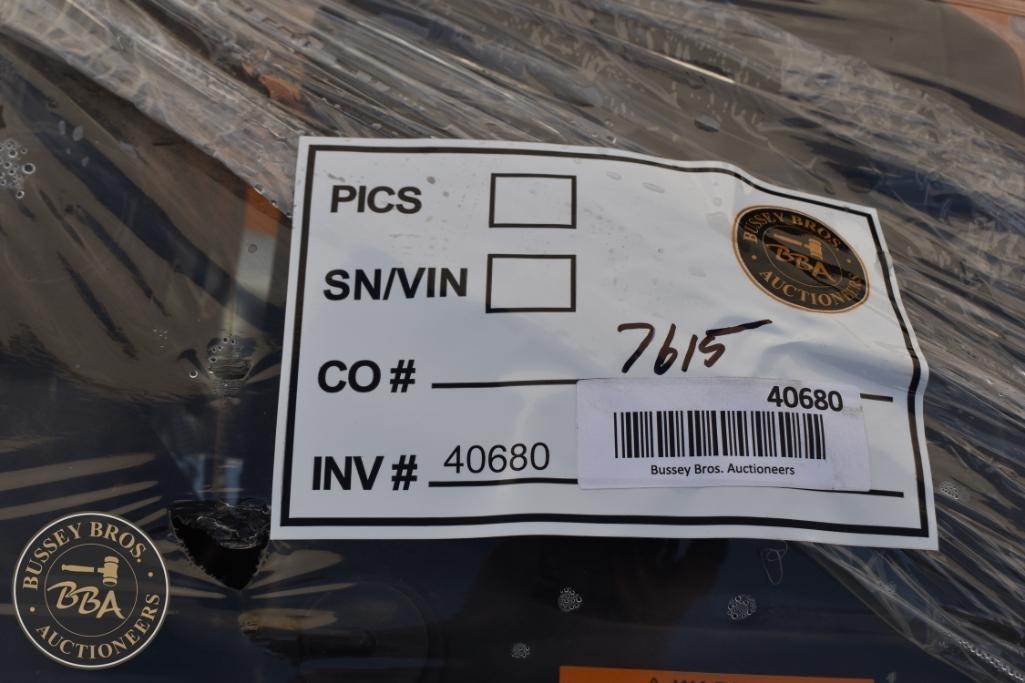 PICS
BUSSEY BROS.
BBA
AUCTIONEERS
SN/VIN
7615
CO #
40680
INV # 40680
Bussey Bros. Auctioneers
BUSSEY BROS.
BBA
AUCTIONEERS